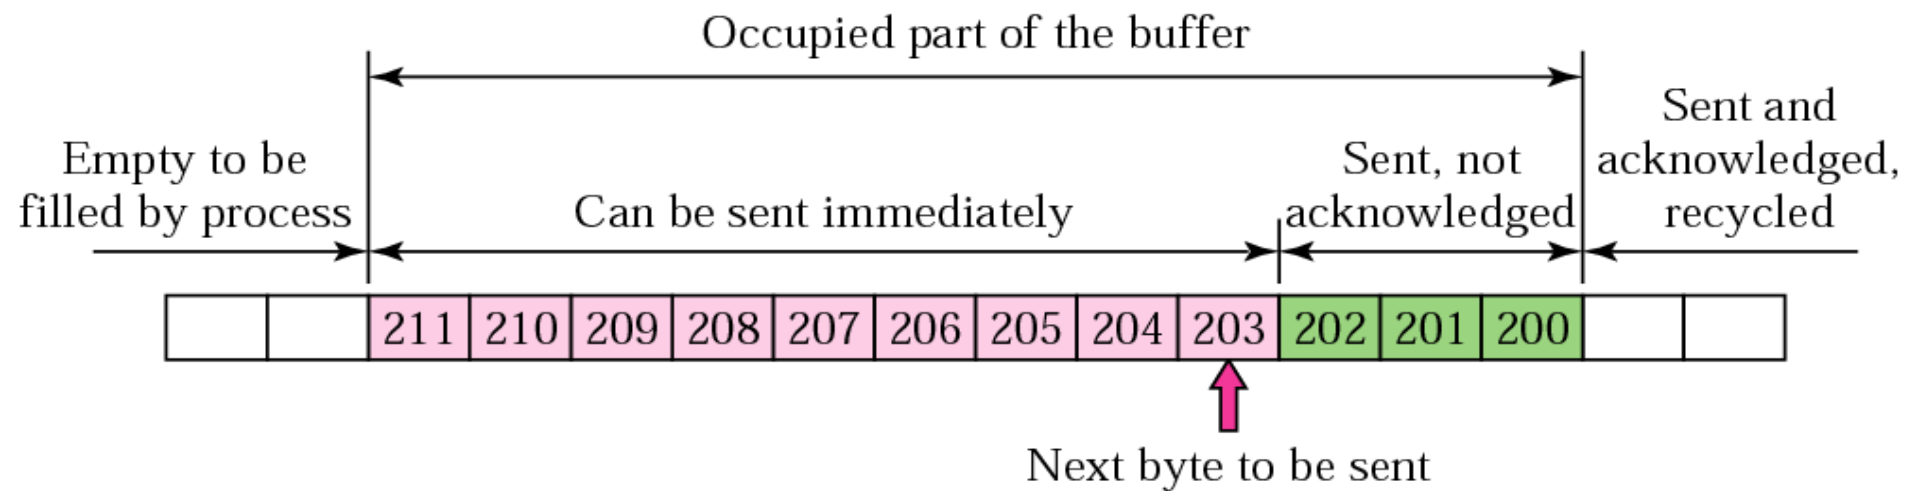 Occupied part of the buffer
Empty to be
filled by process
Can be sent immediately
Sent, not
acknowledged
Sent and
acknowledged,
recycled
211 210 209 208 207 206 205 204 203 202 201 200
Next byte to be sent